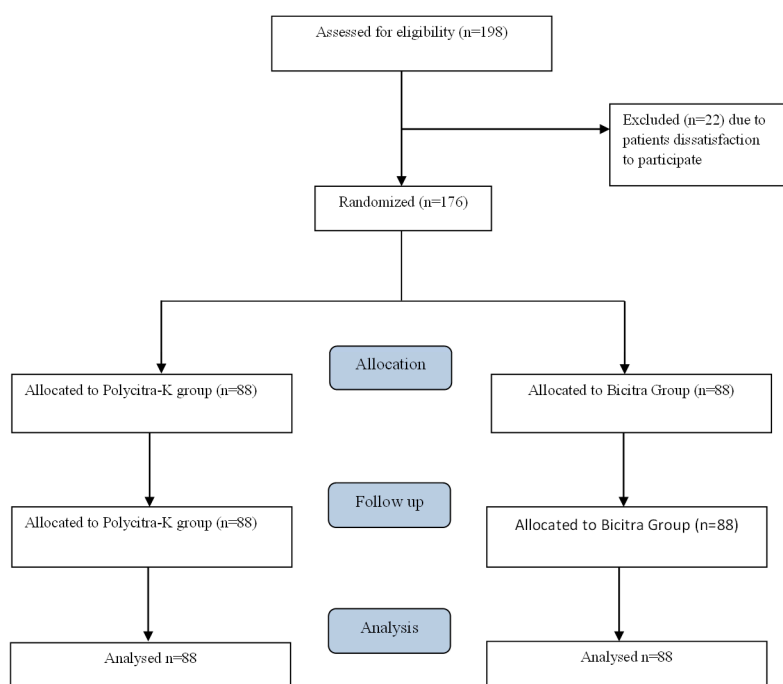 Assessed for eligibility (n=198)
Excluded (n=22) due to
patients dissatisfaction
to participate
Randomized (n=176)
Allocation
Allocated to Polycitra-K group (n=88)
Allocated to Bicitra Group (n=88)
Follow up
Allocated to Polycitra-K group (n=88)
Allocated to Bicitra Group (n=88)
Analysis
Analysed n=88
Analysed n=88